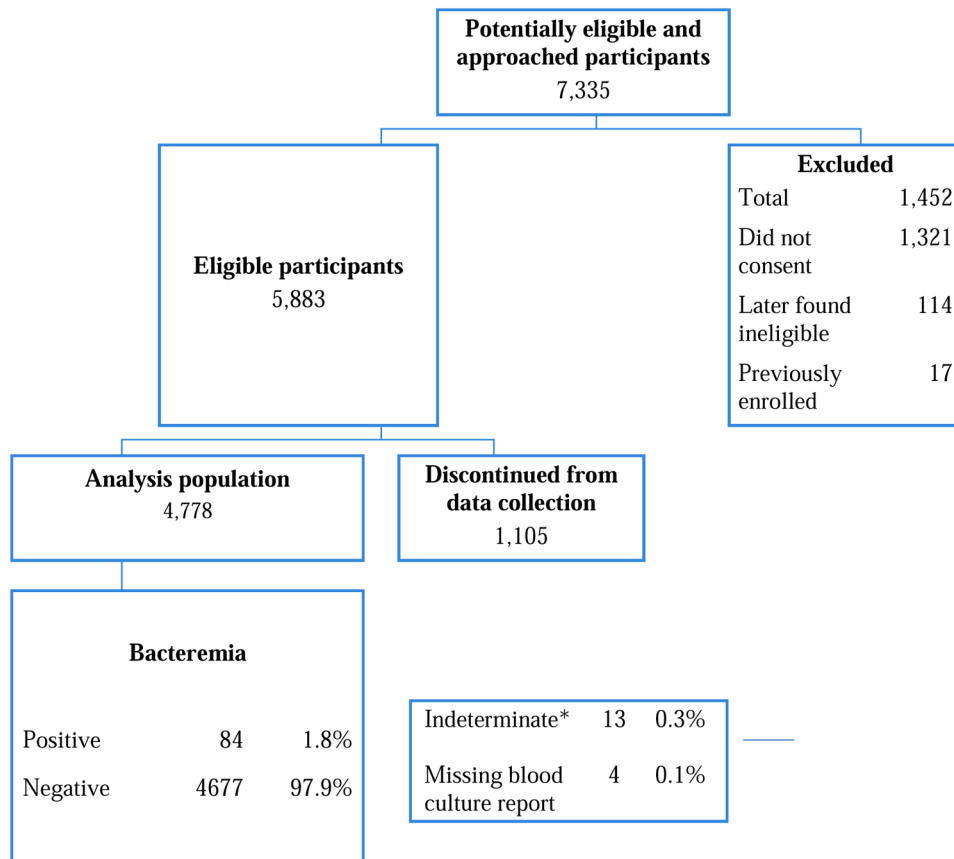 Potentially eligible and
approached participants
7,335
Eligible participants
5,883
Excluded
Total 1,452
Did not 1,321
consent
Later found 114
ineligible
Previously 17
enrolled
Analysis population
4,778
Discontinued from
data collection
1,105
Bacteremia
Positive 84 1.8%
Negative 4677 97.9%
Indeterminate* 13 0.3%
Missing blood 4 0.1%
culture report